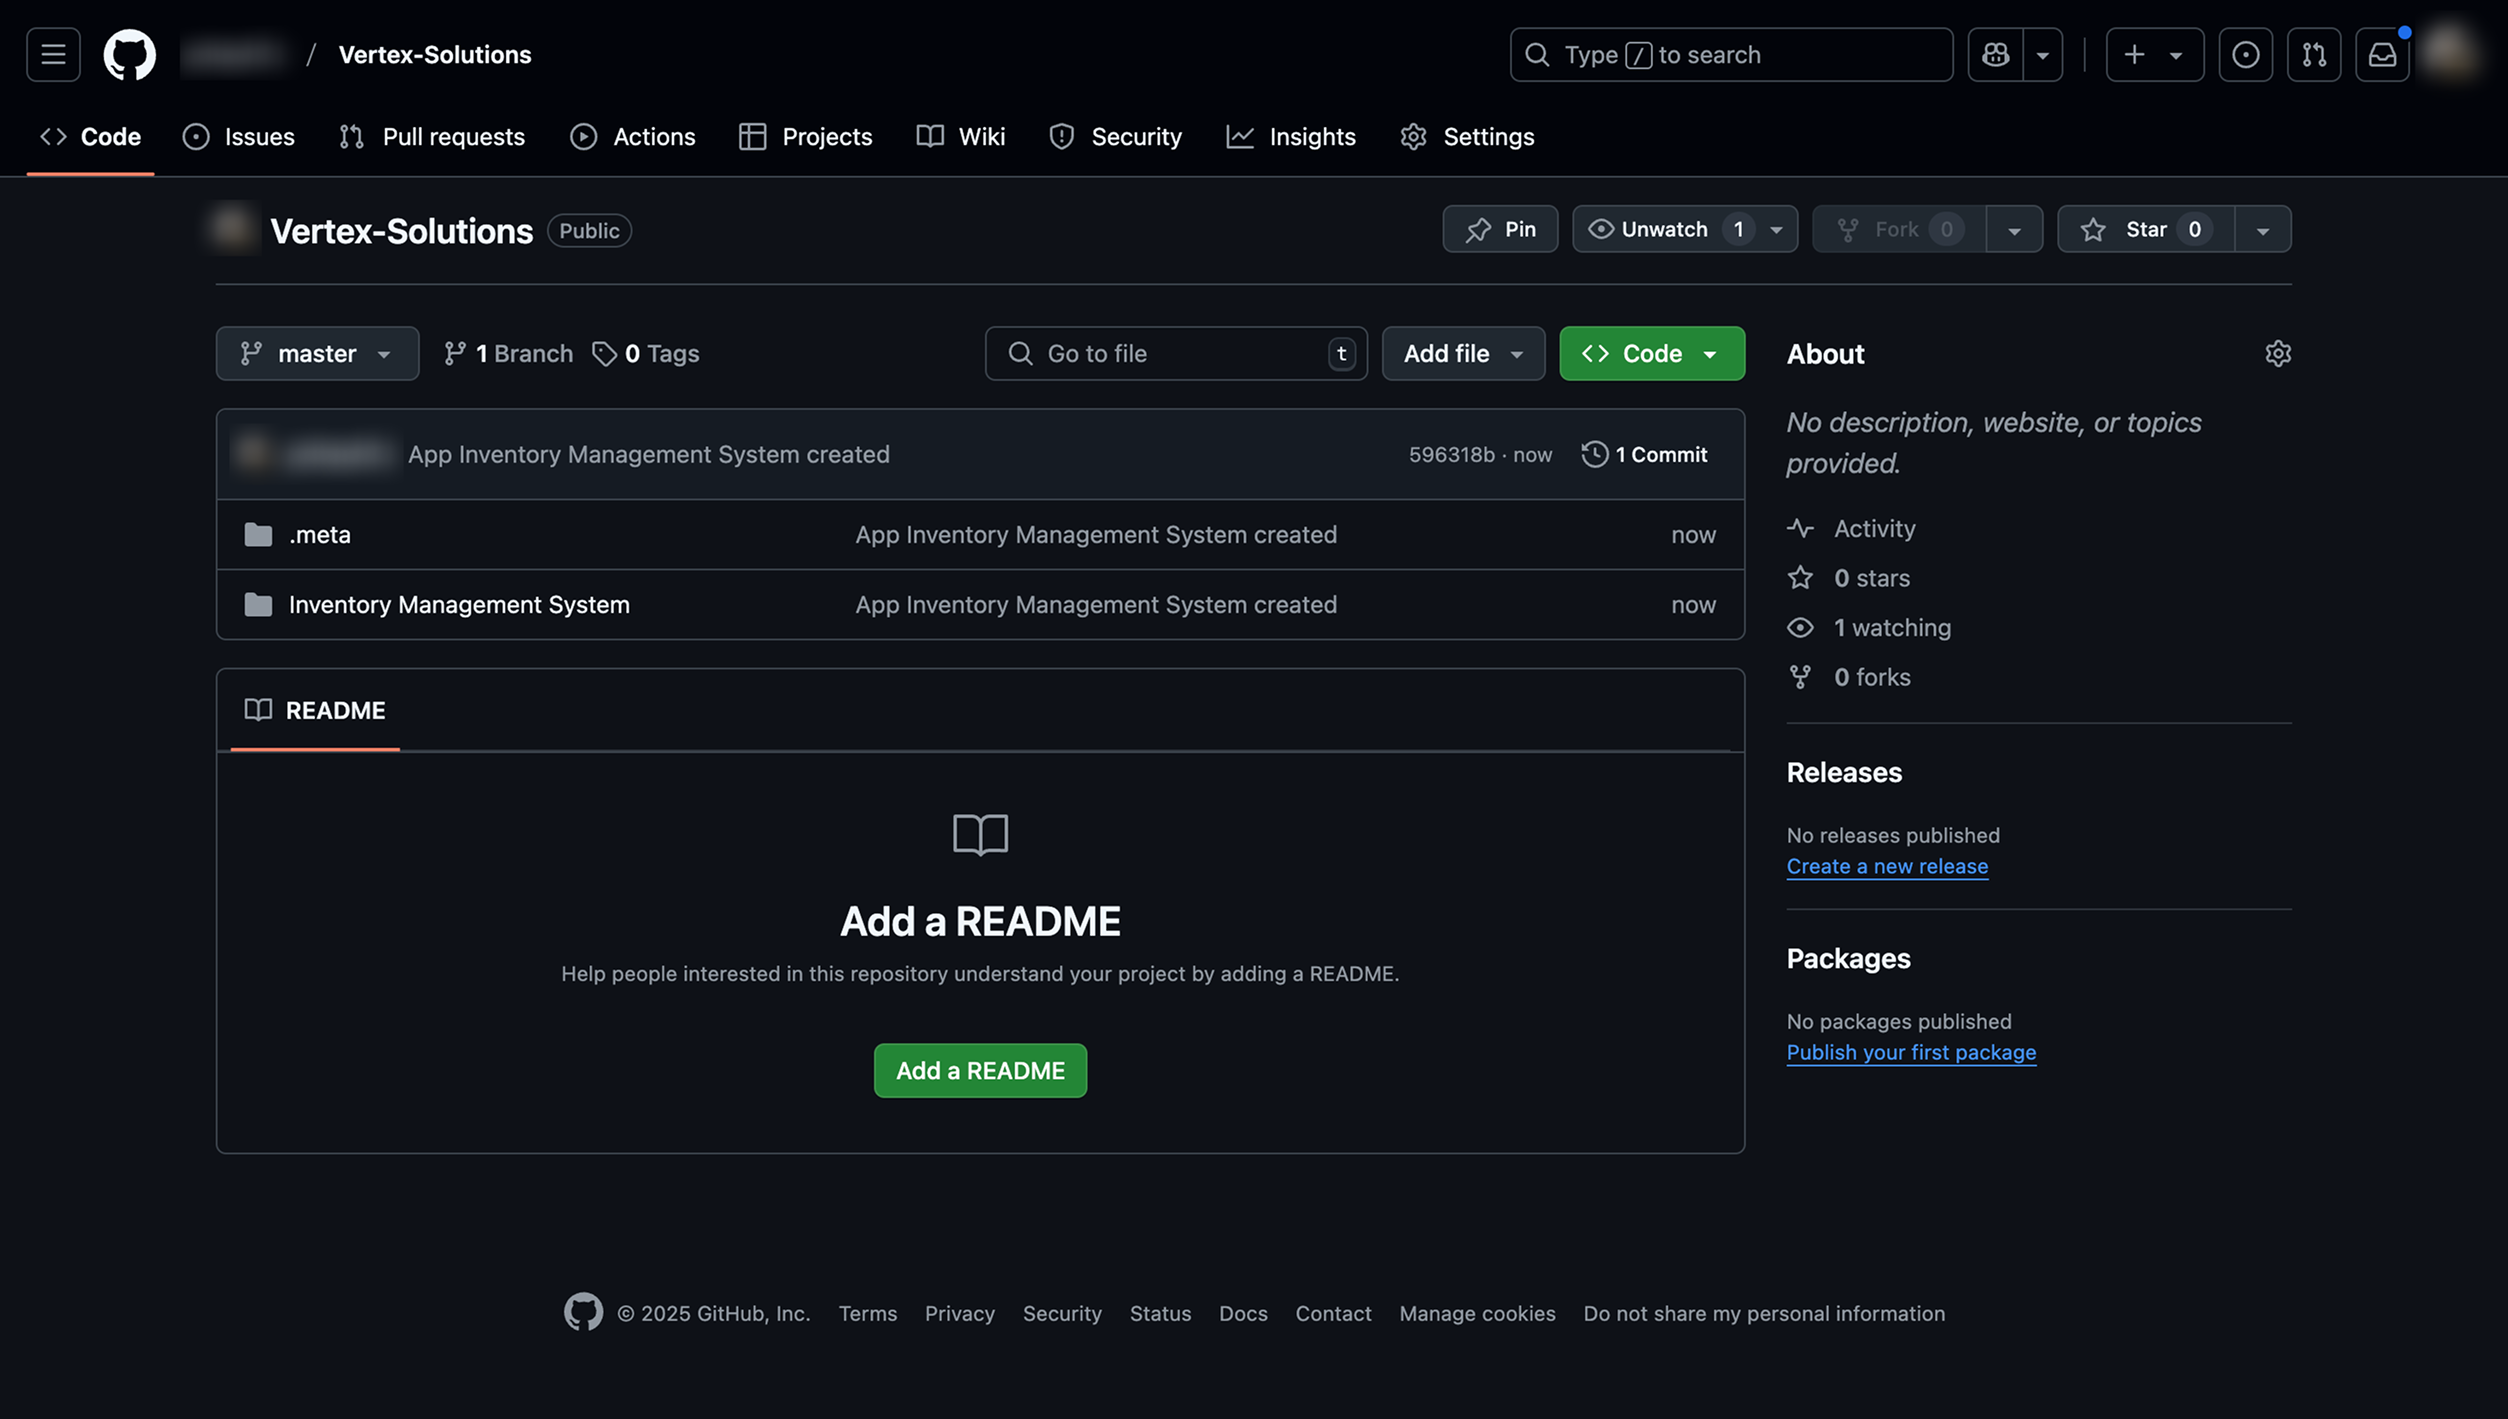 / Vertex-Solutions
Type / to search
Code Issues Pull requests Actions Projects Wiki Security Insights Settings
Vertex-Solutions Public
Pin Unwatch 1 Fork 0 Star 0
master 1 Branch 0 Tags Go to file t Add file Code
App Inventory Management System created 596318b · now 1 Commit
.meta App Inventory Management System created now
Inventory Management System App Inventory Management System created now
README
Add a README
Help people interested in this repository understand your project by adding a README.
Add a README
About
No description, website, or topics
provided.
Activity
0 stars
1 watching
0 forks
Releases
No releases published
Create a new release
Packages
No packages published
Publish your first package
© 2025 GitHub, Inc. Terms Privacy Security Status Docs Contact Manage cookies Do not share my personal information